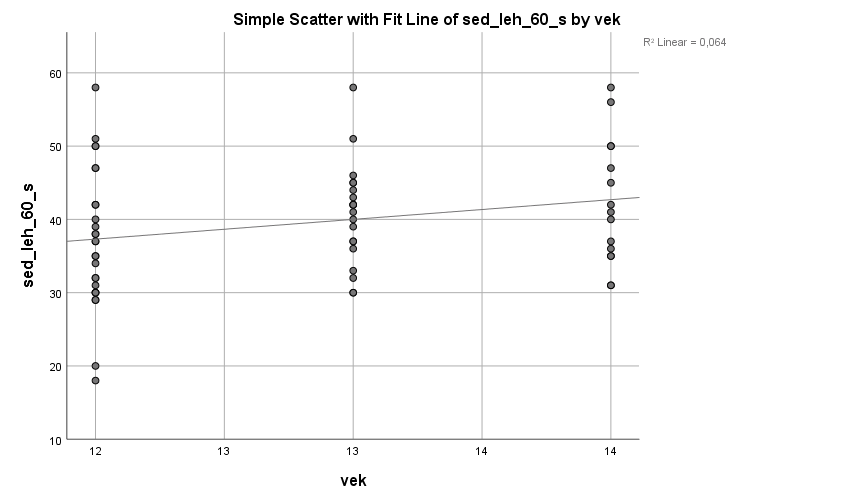 Simple Scatter with Fit Line of sed_leh_60_s by vek
R² Linear = 0,064
60
50
40
30
20
10
sed_leh_60_s
12 13 13 14 14
vek